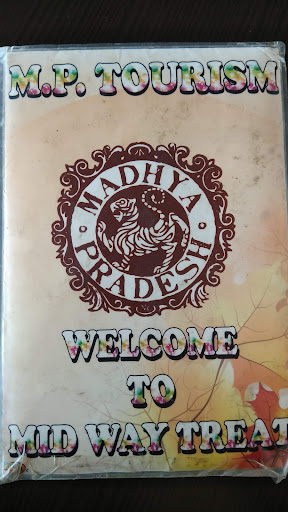 M.P. TOURISM
MADHYA
PRADESH
WELCOME
TO
MID WAY TREAT